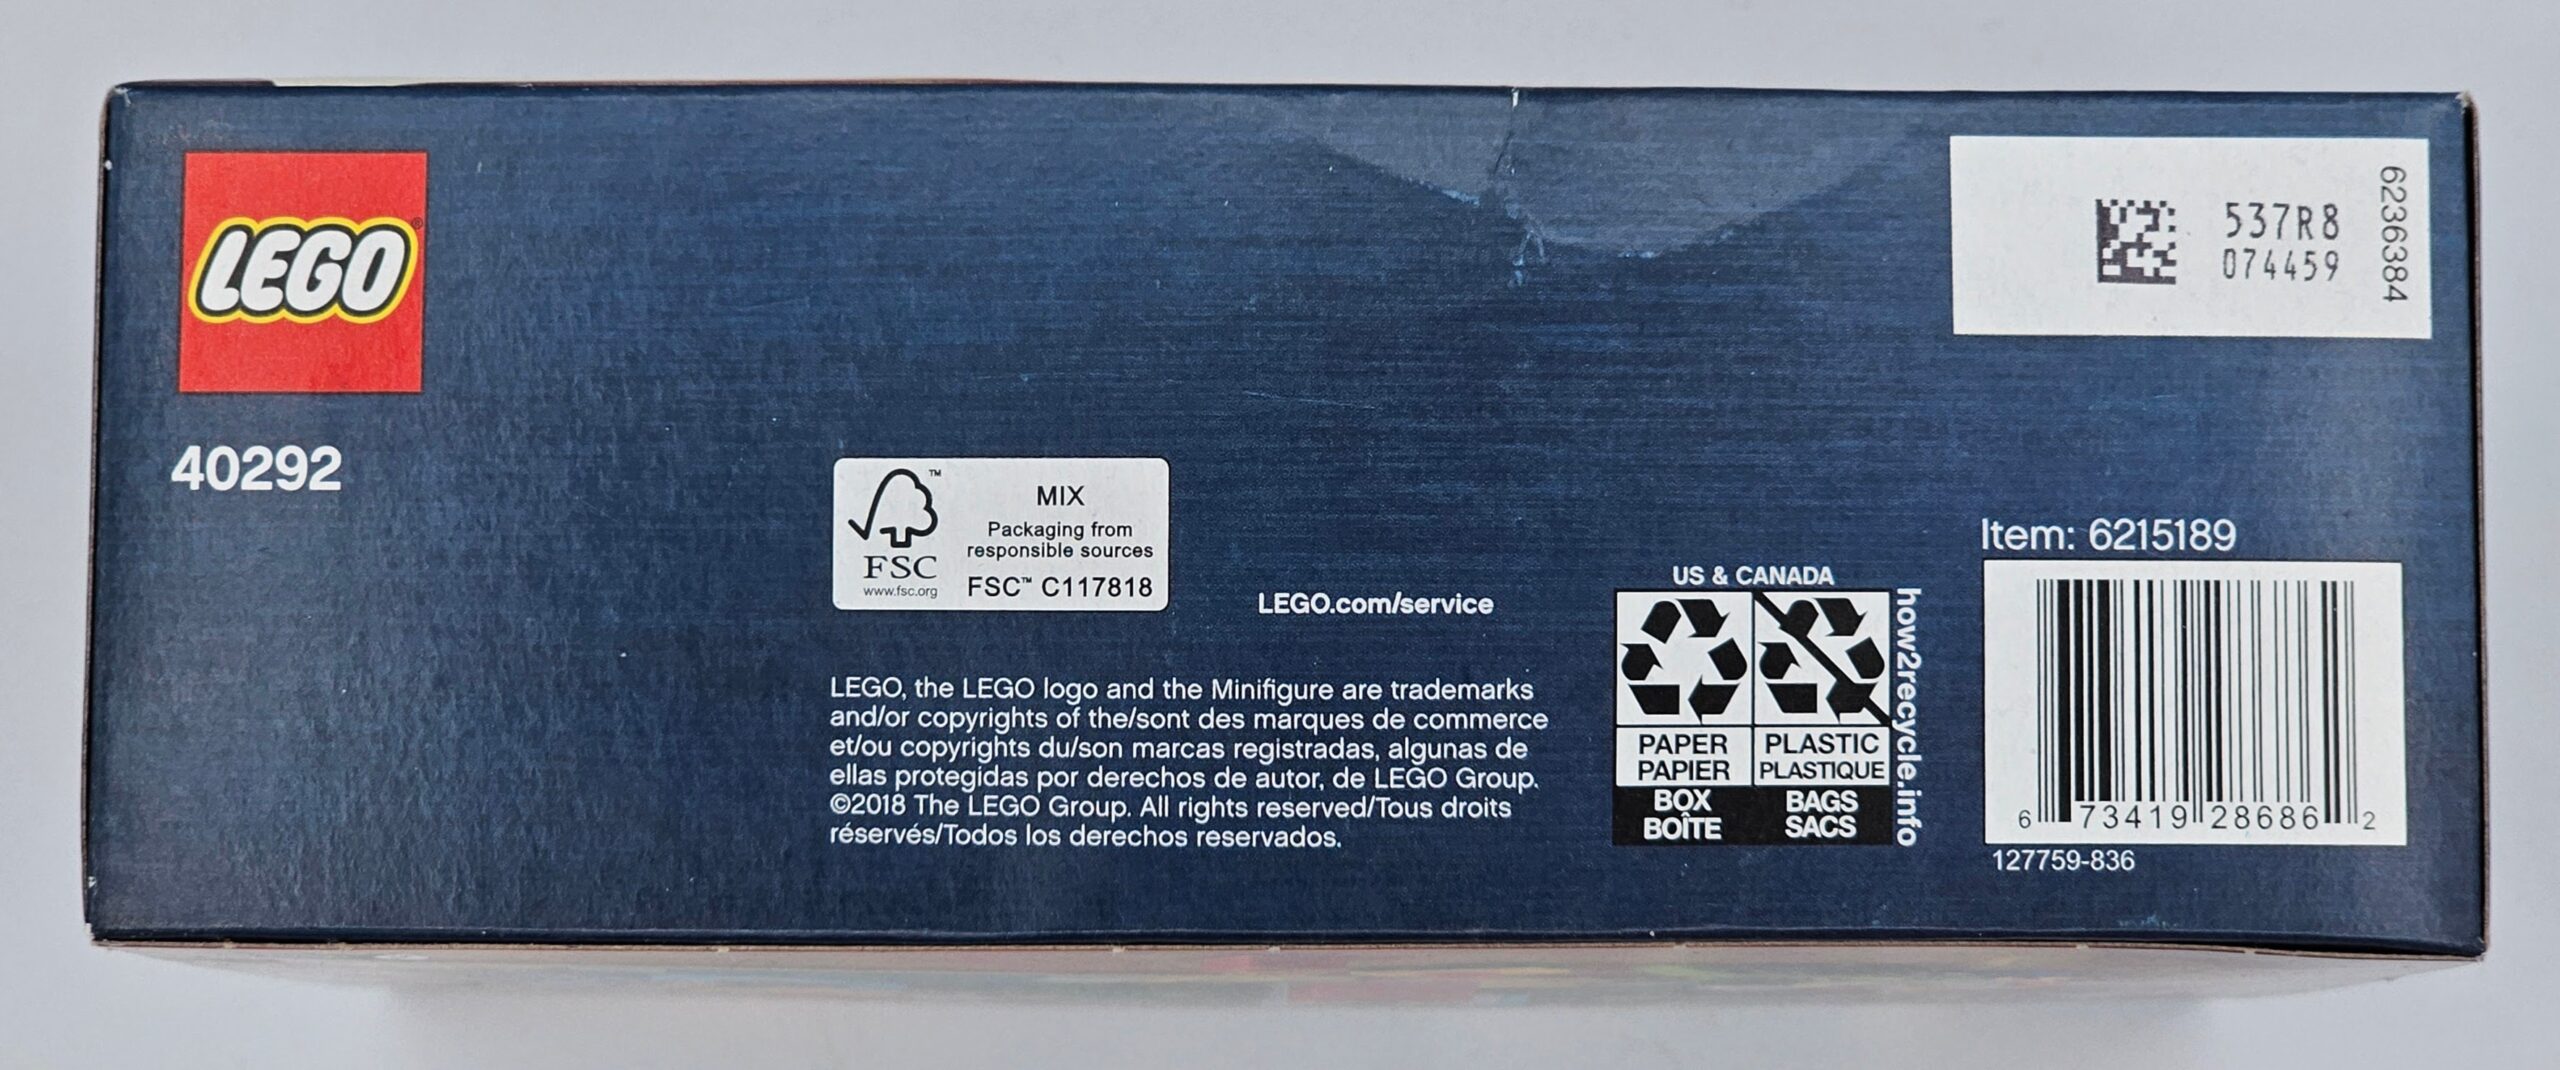 LEGO®
40292
537R8
074459
6236384
FSC
www.fsc.org
™
MIX
Packaging from
responsible sources
FSC™ C117818
LEGO.com/service
LEGO, the LEGO logo and the Minifigure are trademarks
and/or copyrights of the/sont des marques de commerce
et/ou copyrights du/son marcas registradas, algunas de
ellas protegidas por derechos de autor, de LEGO Group.
©2018 The LEGO Group. All rights reserved/Tous droits
réservés/Todos los derechos reservados.
US & CANADA
PAPER
PAPIER
BOX
BOÎTE
PLASTIC
PLASTIQUE
BAGS
SACS
how2recycle.info
Item: 6215189
6 73419 28686 2
127759-836